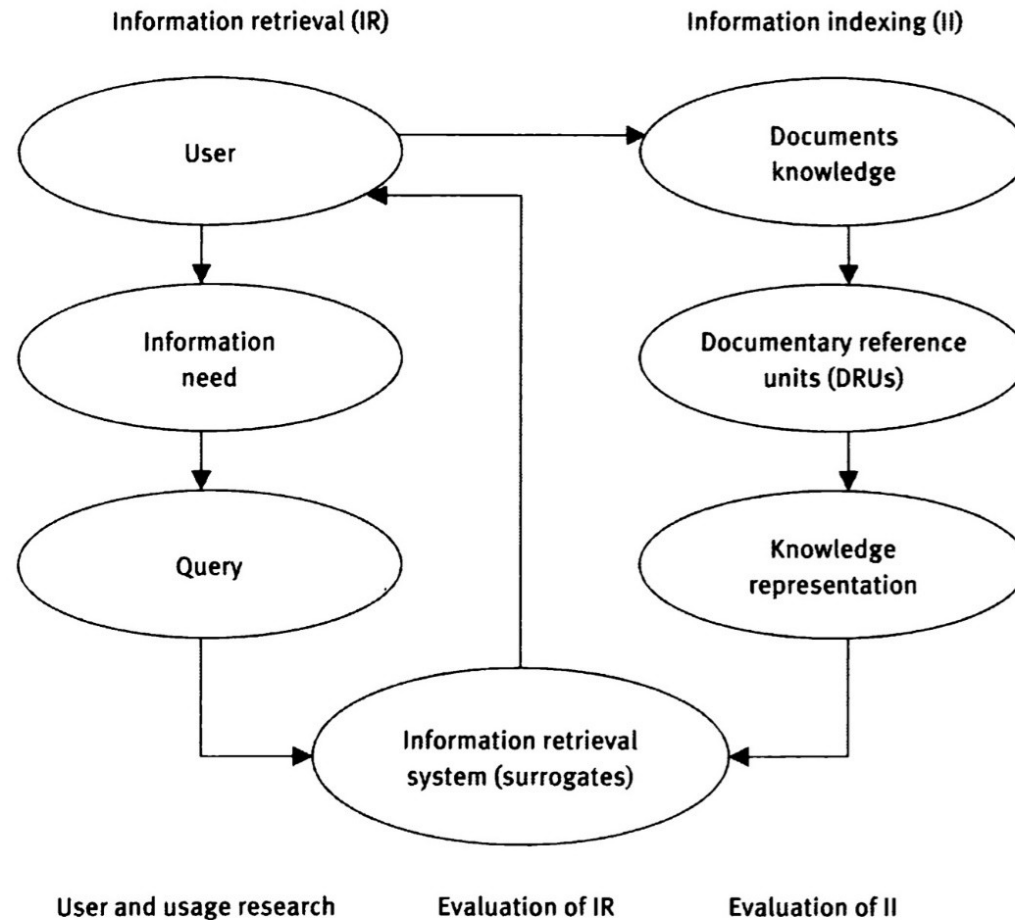 Information retrieval (IR)
Information indexing (II)
User
Documents
knowledge
Information
need
Documentary reference
units (DRUs)
Query
Knowledge
representation
Information retrieval
system (surrogates)
User and usage research
Evaluation of IR
Evaluation of II